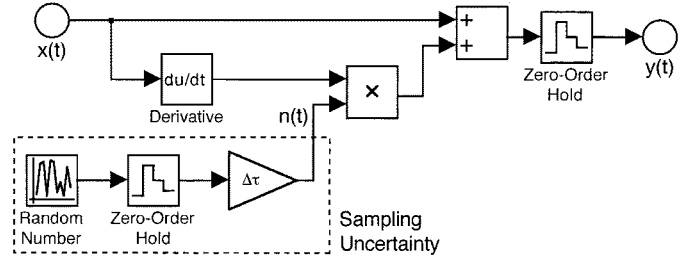 x(t)
+
+
du/dt
Derivative
×
Zero-Order
Hold
y(t)
n(t)
Random
Number
Zero-Order
Hold
Δτ
Sampling
Uncertainty